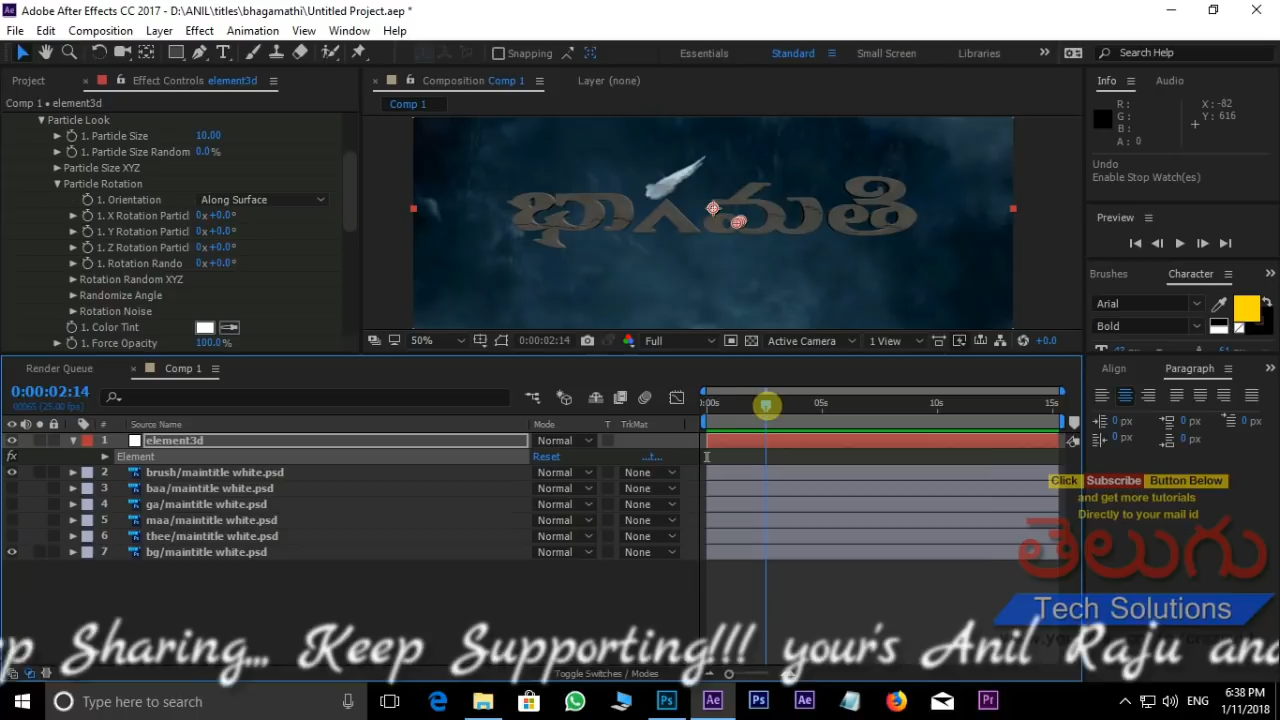 Adobe After Effects CC 2017 - D:\ANIL\titles\bhagamathi\Untitled Project.aep *
File Edit Composition Layer Effect Animation View Window Help
Snapping Essentials Standard Small Screen Libraries Search Help
Project Effect Controls element3d Composition Comp 1 Layer (none) Info Audio
Comp 1 • element3d Comp 1
Particle Look
1. Particle Size 10.00
1. Particle Size Random 0.0%
Particle Size XYZ
Particle Rotation
1. Orientation Along Surface
1. X Rotation Particl 0x+0.0°
1. Y Rotation Particl 0x+0.0°
1. Z Rotation Particl 0x+0.0°
1. Rotation Rando 0x+0.0°
Rotation Random XYZ
Randomize Angle
Rotation Noise
1. Color Tint
1. Force Opacity 100.0%
భాగమతి
50% 0:00:02:14 Full Active Camera 1 View +0.0
R: X: -82
G: Y: 616
B:
A: 0
Undo
Enable Stop Watch(es)
Preview
Brushes Character
Arial
Bold
Align Paragraph
0 px 0 px 0 px
0 px 0 px
Render Queue Comp 1
0:00:02:14
00065 (25.00 fps)
:00s 05s 10s 15s
# Source Name Mode T TrkMat
1 element3d Normal
fx Element Reset ...t...
2 brush/maintitle white.psd Normal None
3 baa/maintitle white.psd Normal None
4 ga/maintitle white.psd Normal None
5 maa/maintitle white.psd Normal None
6 thee/maintitle white.psd Normal None
7 bg/maintitle white.psd Normal None
Click Subscribe Button Below
and get more tutorials
Directly to your mail id
తెలుగు
Tech Solutions
Sharing... Keep Supporting!!! your's Anil Raju and
Toggle Switches / Modes
Type here to search
ENG 6:38 PM
1/11/2018